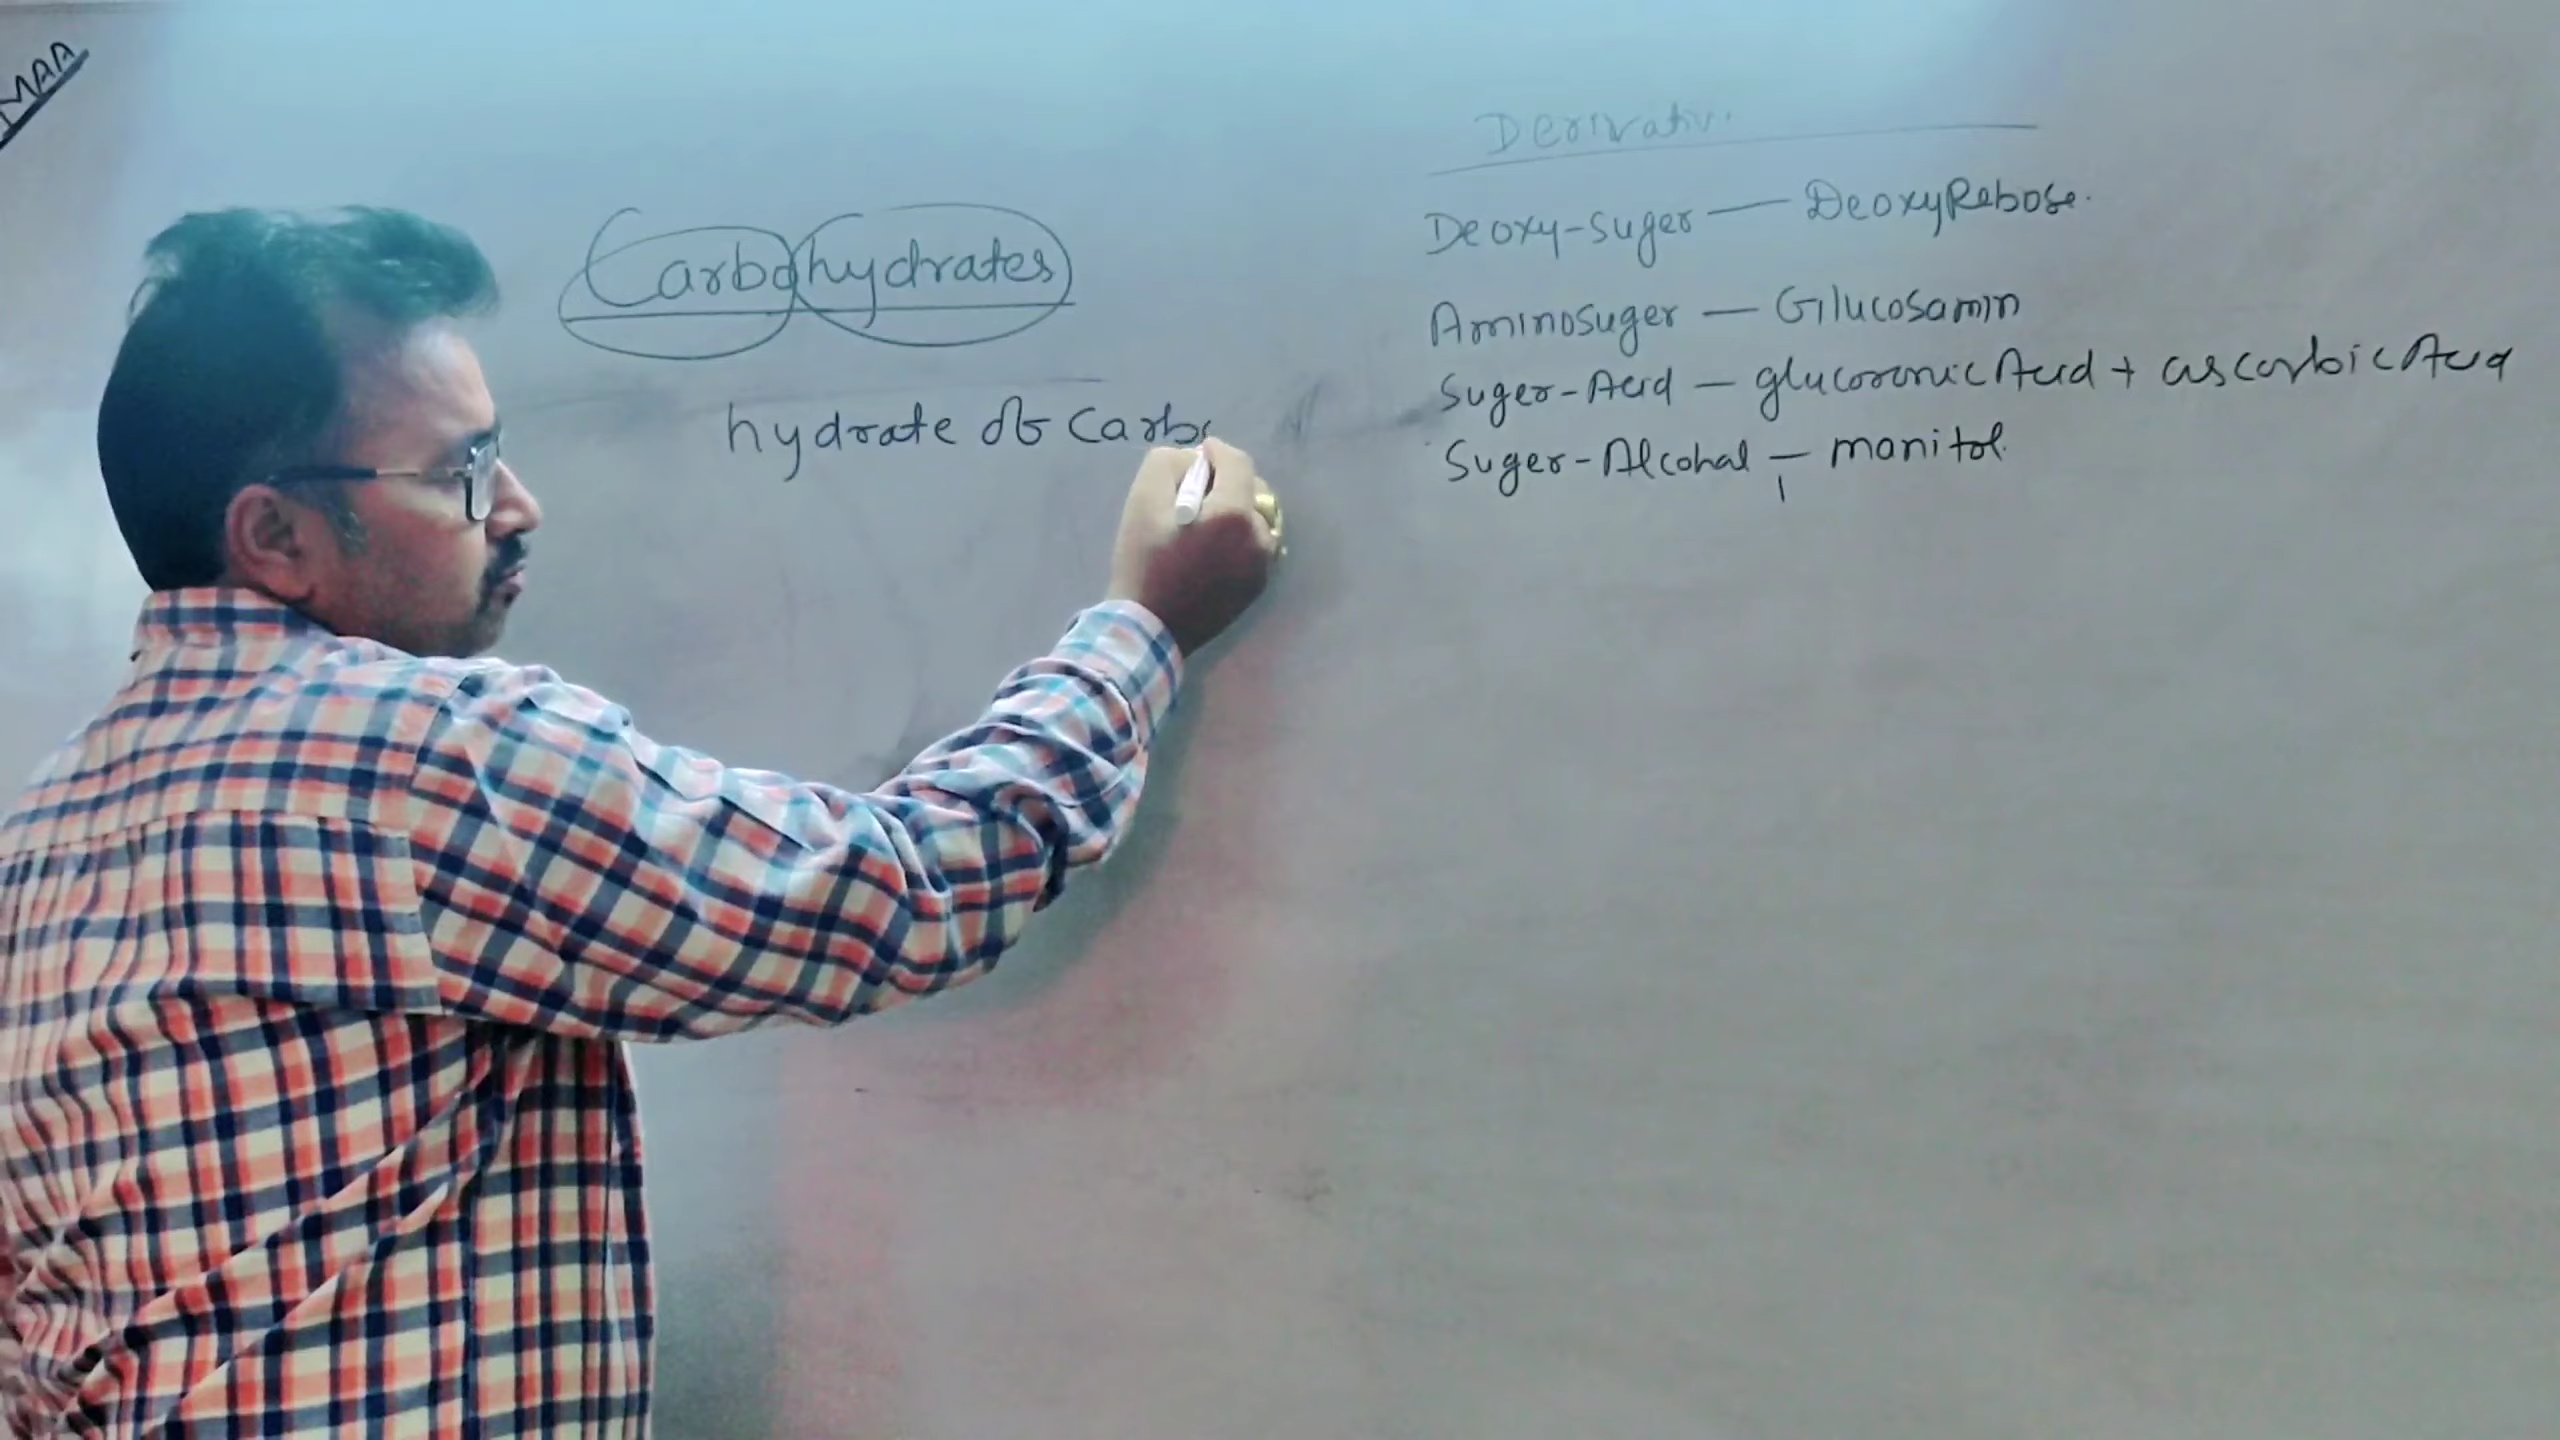 MAA
Carbohydrates
hydrate of Carbo
Derivativ.
Deoxy-Suger — DeoxyRebose.
Aminosuger — Glucosamin
Suger-Acid — glucoronic Acid + ascorbic Acid
Suger-Alcohal — manitol.